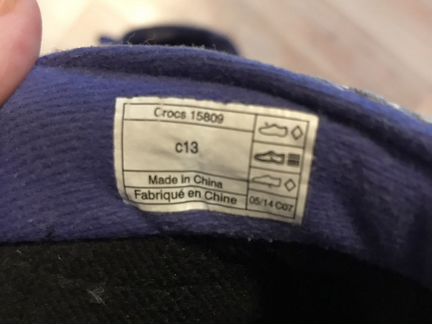 Crocs 15809
c13
Made in China
Fabriqué en Chine
05/14 C07